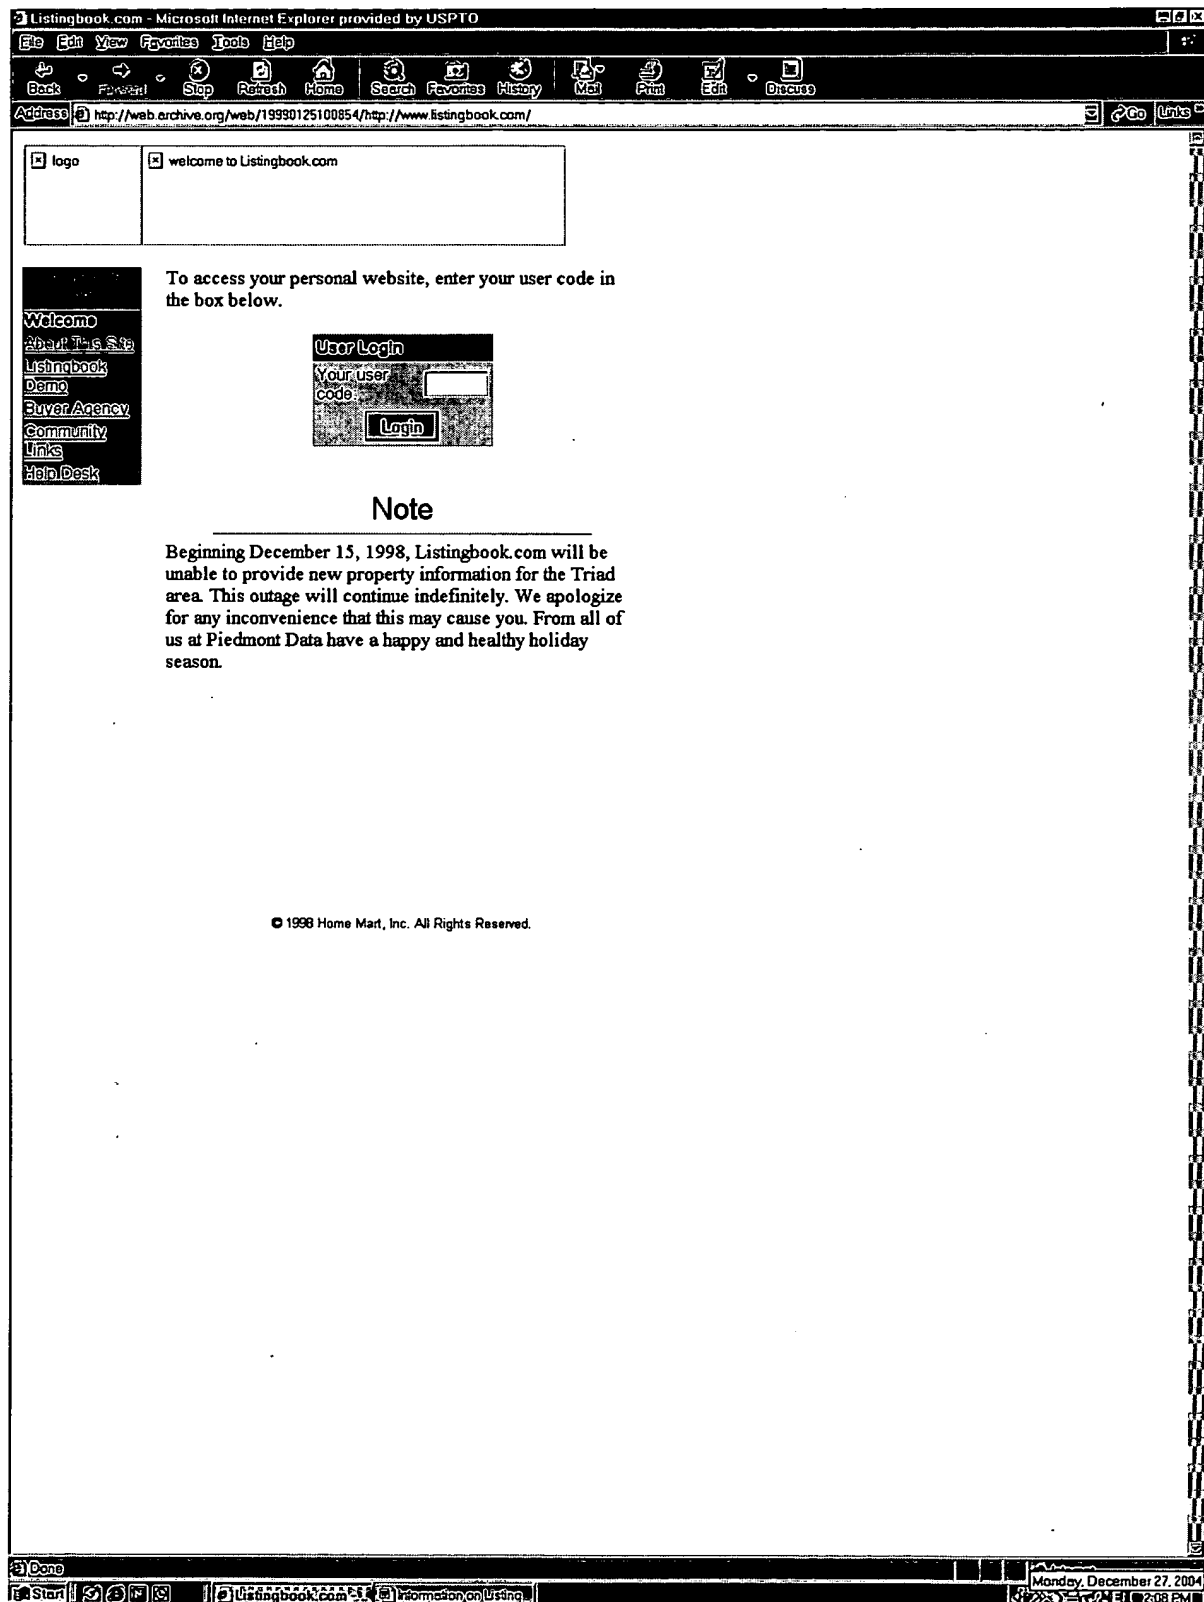 Listingbook.com - Microsoft Internet Explorer provided by USPTO
File Edit View Favorites Tools Help
Back Forward Stop Refresh Home Search Favorites History Mail Print Edit Discuss
Address http://web.archive.org/web/19990125100854/http://www.listingbook.com/ Go Links
logo
welcome to Listingbook.com
To access your personal website, enter your user code in
the box below.
Welcome
About This Site
Listingbook
Demo
Buyer Agency
Community
Links
Help Desk
User Login
Your user
code:
Login
Note
Beginning December 15, 1998, Listingbook.com will be
unable to provide new property information for the Triad
area. This outage will continue indefinitely. We apologize
for any inconvenience that this may cause you. From all of
us at Piedmont Data have a happy and healthy holiday
season.
© 1998 Home Mart, Inc. All Rights Reserved.
Done
Monday, December 27, 2004
Start Listingbook.com Information on Listing 2:08 PM